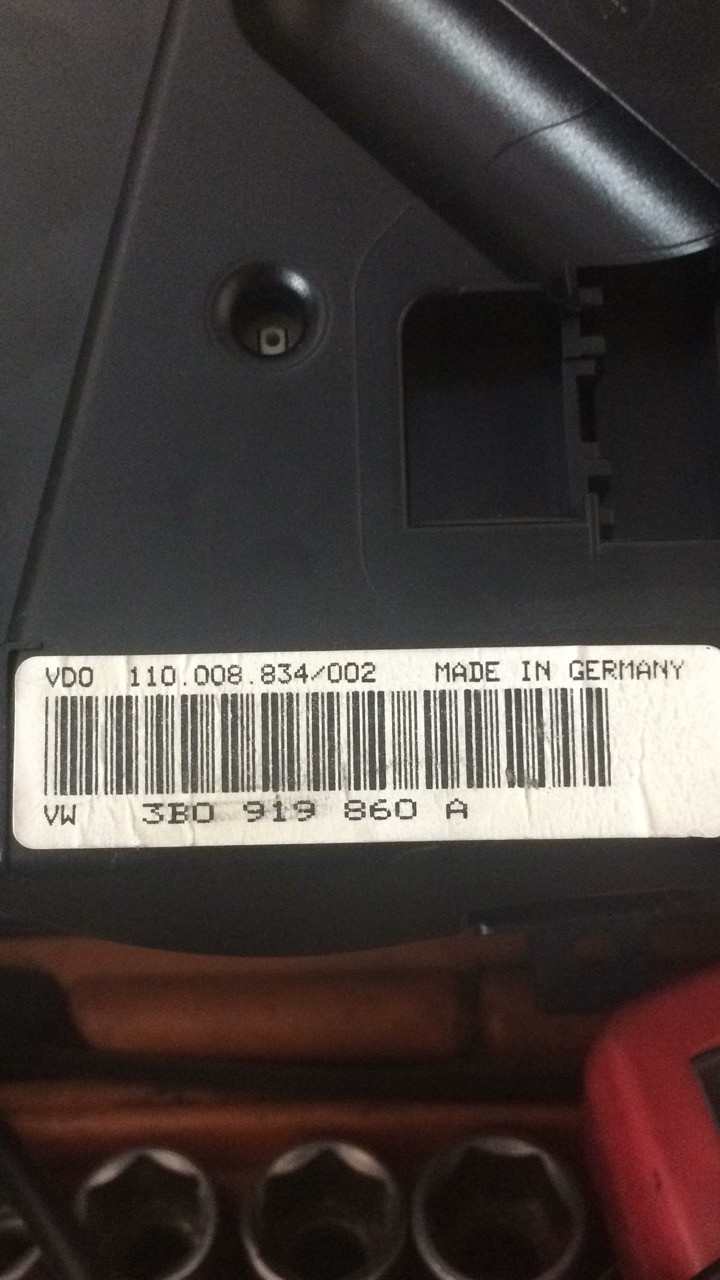 VDO 110.008.834/002 MADE IN GERMANY
VW 3B0 919 860 A